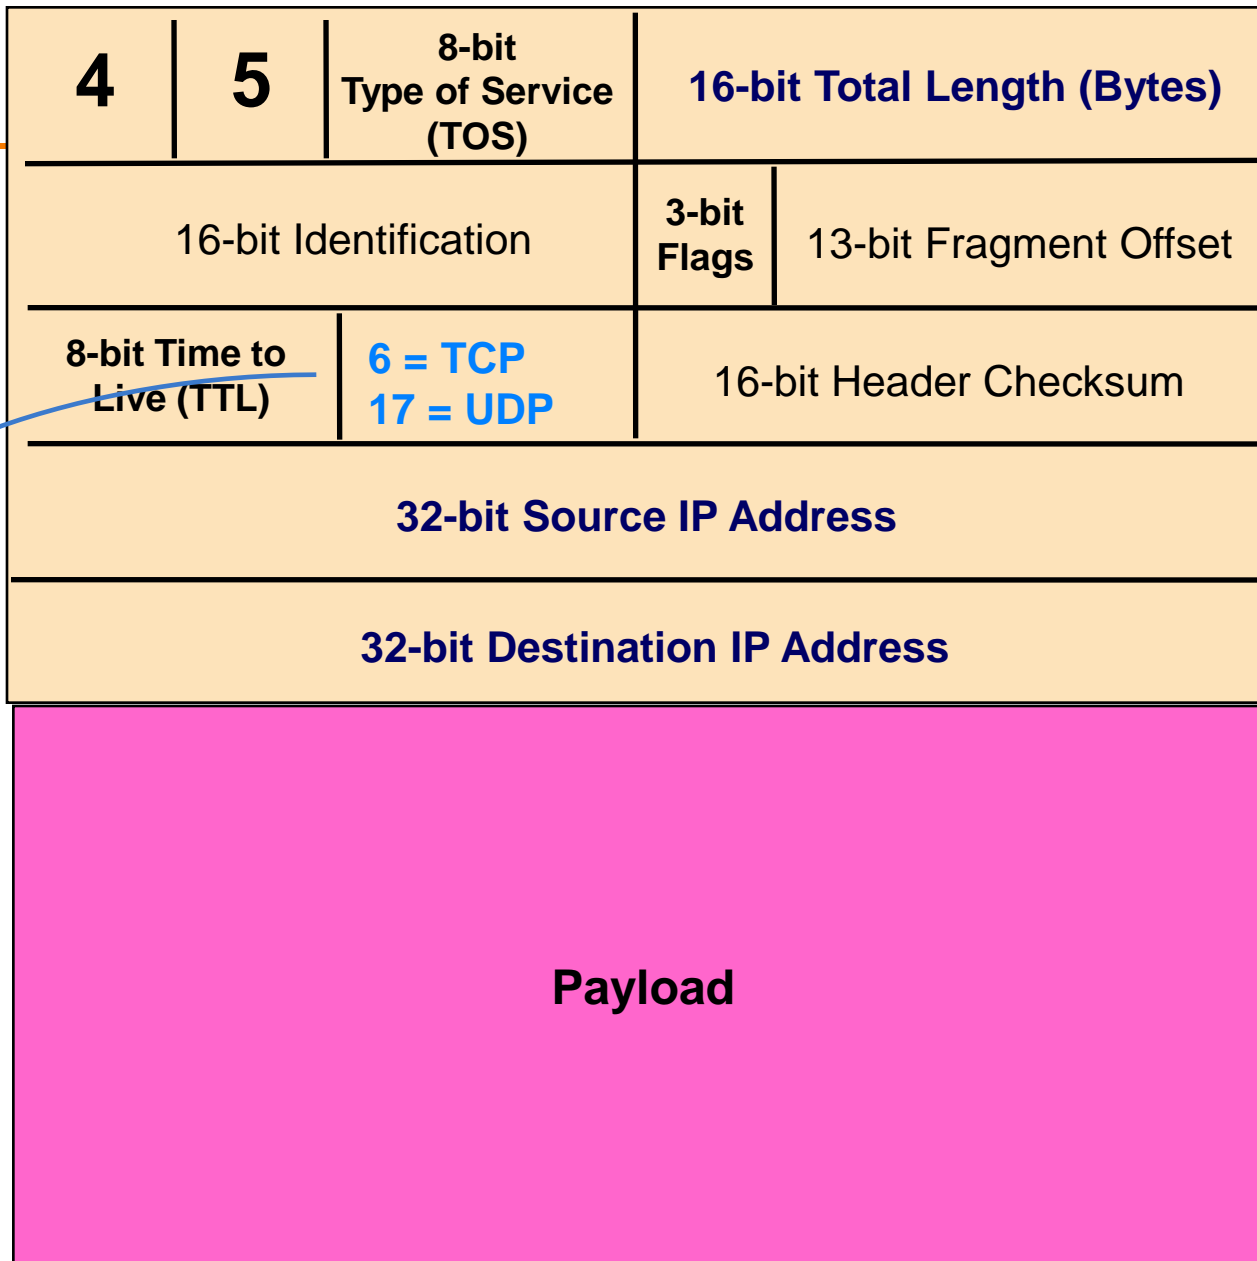 4
5
8-bit
Type of Service
(TOS)
16-bit Total Length (Bytes)
16-bit Identification
3-bit
Flags
13-bit Fragment Offset
8-bit Time to
Live (TTL)
6 = TCP
17 = UDP
16-bit Header Checksum
32-bit Source IP Address
32-bit Destination IP Address
Payload